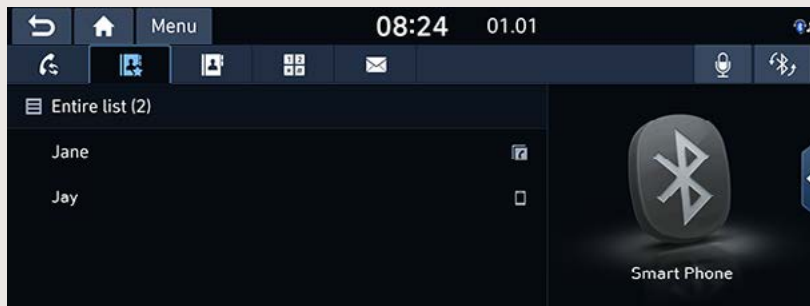 Menu 08:24 01.01
Entire list (2)
Jane
Jay
Smart Phone